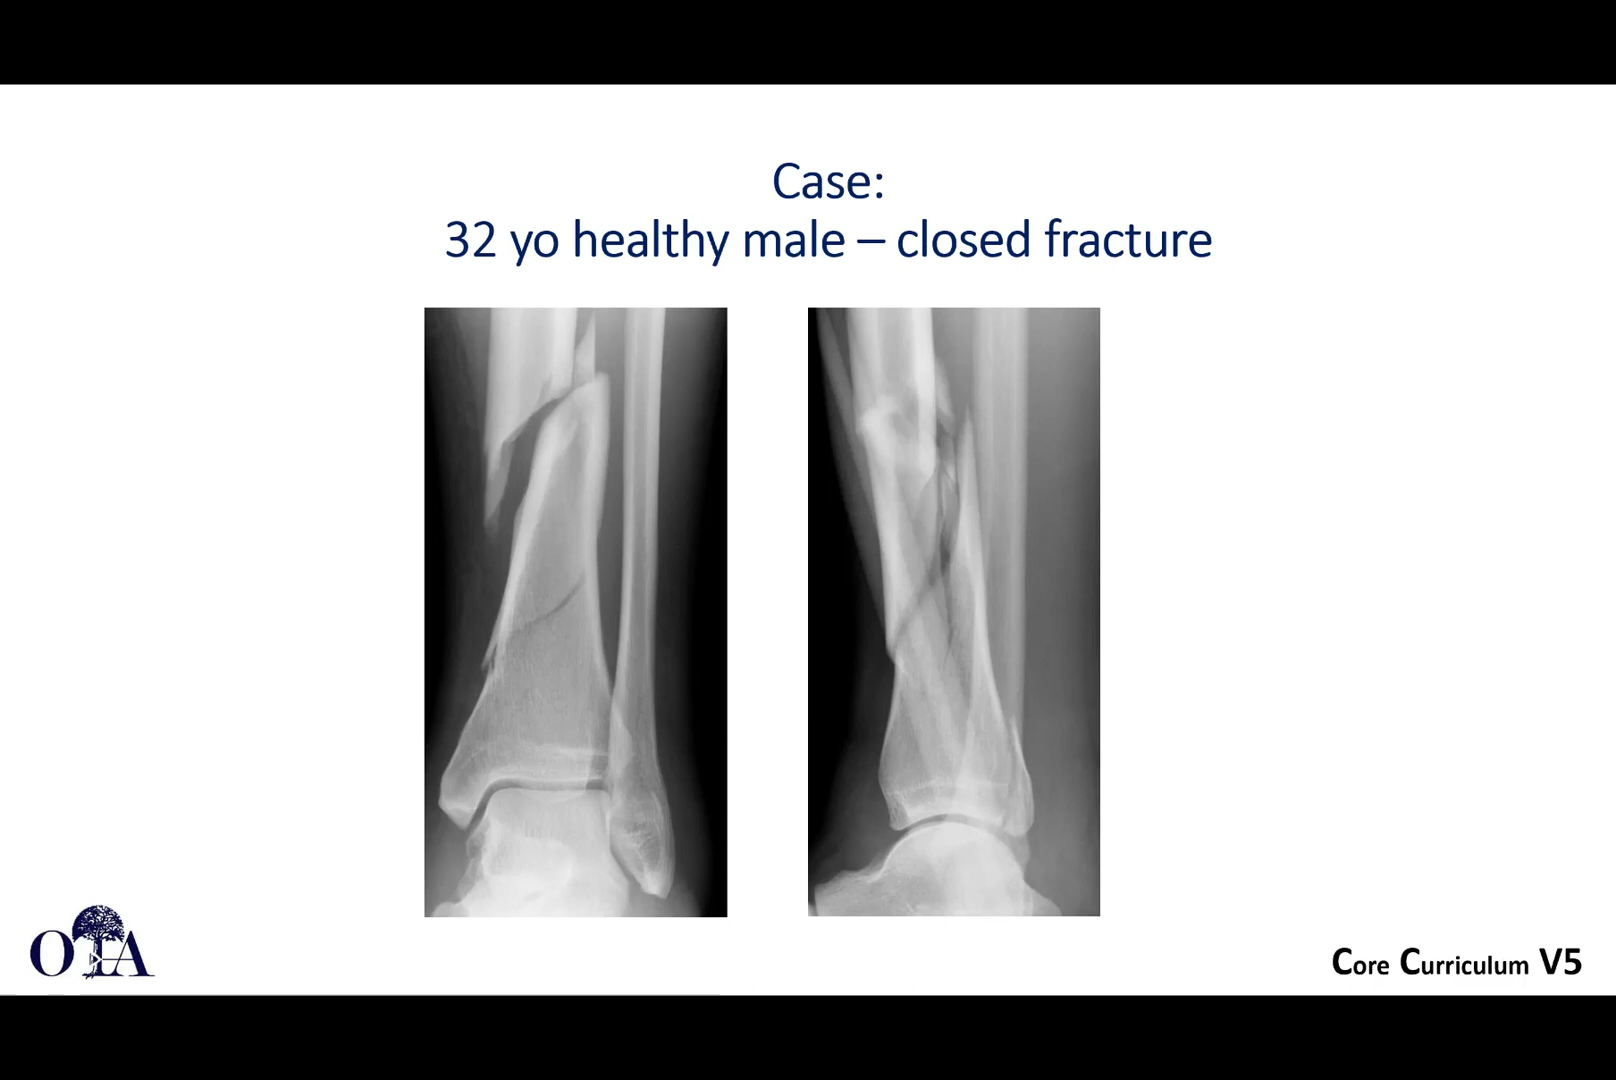 Case:
32 yo healthy male – closed fracture
OTA
Core Curriculum V5